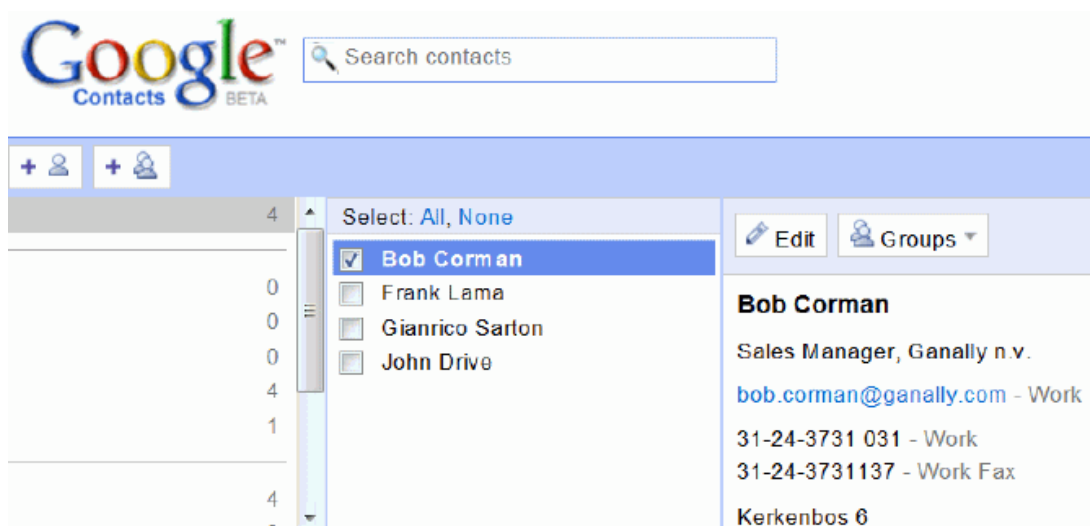 Google™
Contacts BETA
Search contacts
+ +
4
0
0
0
4
1
4
Select: All, None
Bob Corman
Frank Lama
Gianrico Sarton
John Drive
Edit Groups
Bob Corman
Sales Manager, Ganally n.v.
bob.corman@ganally.com - Work
31-24-3731 031 - Work
31-24-3731137 - Work Fax
Kerkenbos 6